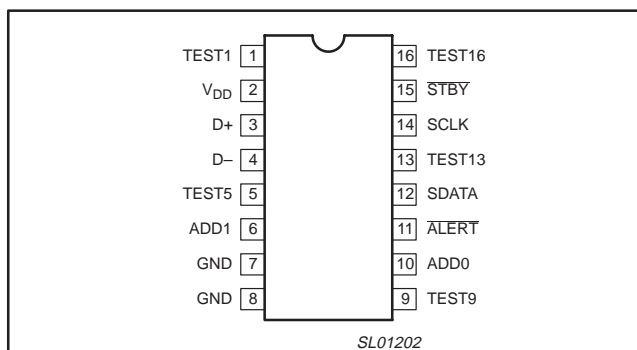 TEST1 1 16 TEST16
VDD 2 15 STBY
D+ 3 14 SCLK
D– 4 13 TEST13
TEST5 5 12 SDATA
ADD1 6 11 ALERT
GND 7 10 ADD0
GND 8 9 TEST9
SL01202